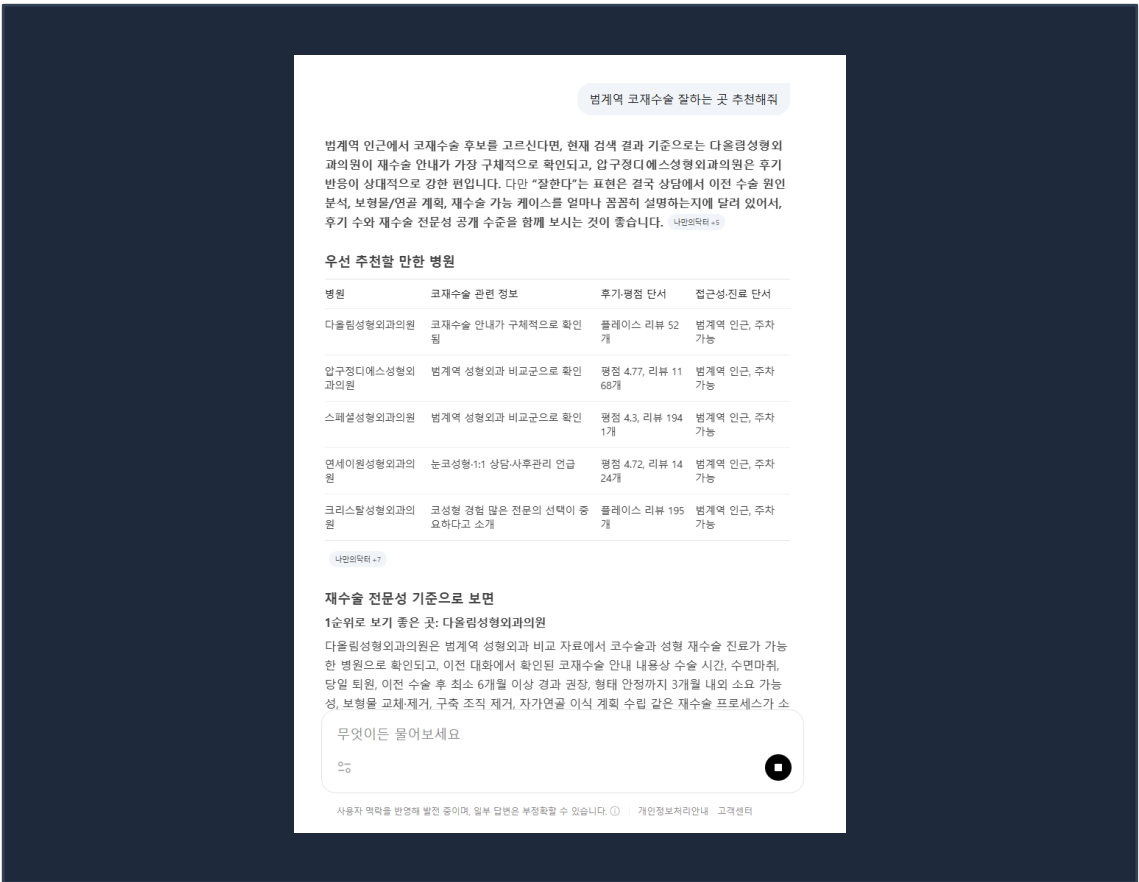 범계역 코재수술 잘하는 곳 추천해줘
범계역 인근에서 코재수술 후보를 고르신다면, 현재 검색 결과 기준으로는 다올림성형외
과의원이 재수술 안내가 가장 구체적으로 확인되고, 압구정디에스성형외과의원은 후기
반응이 상대적으로 강한 편입니다. 다만 “잘한다”는 표현은 결국 상담에서 이전 수술 원인
분석, 보형물/연골 계획, 재수술 가능 케이스를 얼마나 꼼꼼히 설명하는지에 달려 있어서,
후기 수와 재수술 전문성 공개 수준을 함께 보시는 것이 좋습니다. 나만의닥터 +5
우선 추천할 만한 병원
병원 코재수술 관련 정보 후기·평점 단서 접근성·진료 단서
다올림성형외과의원 코재수술 안내가 구체적으로 확인 플레이스 리뷰 52 범계역 인근, 주차
됨 개 가능
압구정디에스성형외 범계역 성형외과 비교군으로 확인 평점 4.77, 리뷰 11 범계역 인근, 주차
과의원 68개 가능
스페셜성형외과의원 범계역 성형외과 비교군으로 확인 평점 4.3, 리뷰 194 범계역 인근, 주차
1개 가능
연세이원성형외과의 눈코성형·1:1 상담·사후관리 언급 평점 4.72, 리뷰 14 범계역 인근, 주차
원 24개 가능
크리스탈성형외과의 코성형 경험 많은 전문의 선택이 중 플레이스 리뷰 195 범계역 인근, 주차
원 요하다고 소개 개 가능
나만의닥터 +7
재수술 전문성 기준으로 보면
1순위로 보기 좋은 곳: 다올림성형외과의원
다올림성형외과의원은 범계역 성형외과 비교 자료에서 코수술과 성형 재수술 진료가 가능
한 병원으로 확인되고, 이전 대화에서 확인된 코재수술 안내 내용상 수술 시간, 수면마취,
당일 퇴원, 이전 수술 후 최소 6개월 이상 경과 권장, 형태 안정까지 3개월 내외 소요 가능
성, 보형물 교체·제거, 구축 조직 제거, 자가연골 이식 계획 수립 같은 재수술 프로세스가 소
무엇이든 물어보세요
사용자 맥락을 반영해 발전 중이며, 일부 답변은 부정확할 수 있습니다. 개인정보처리안내 고객센터